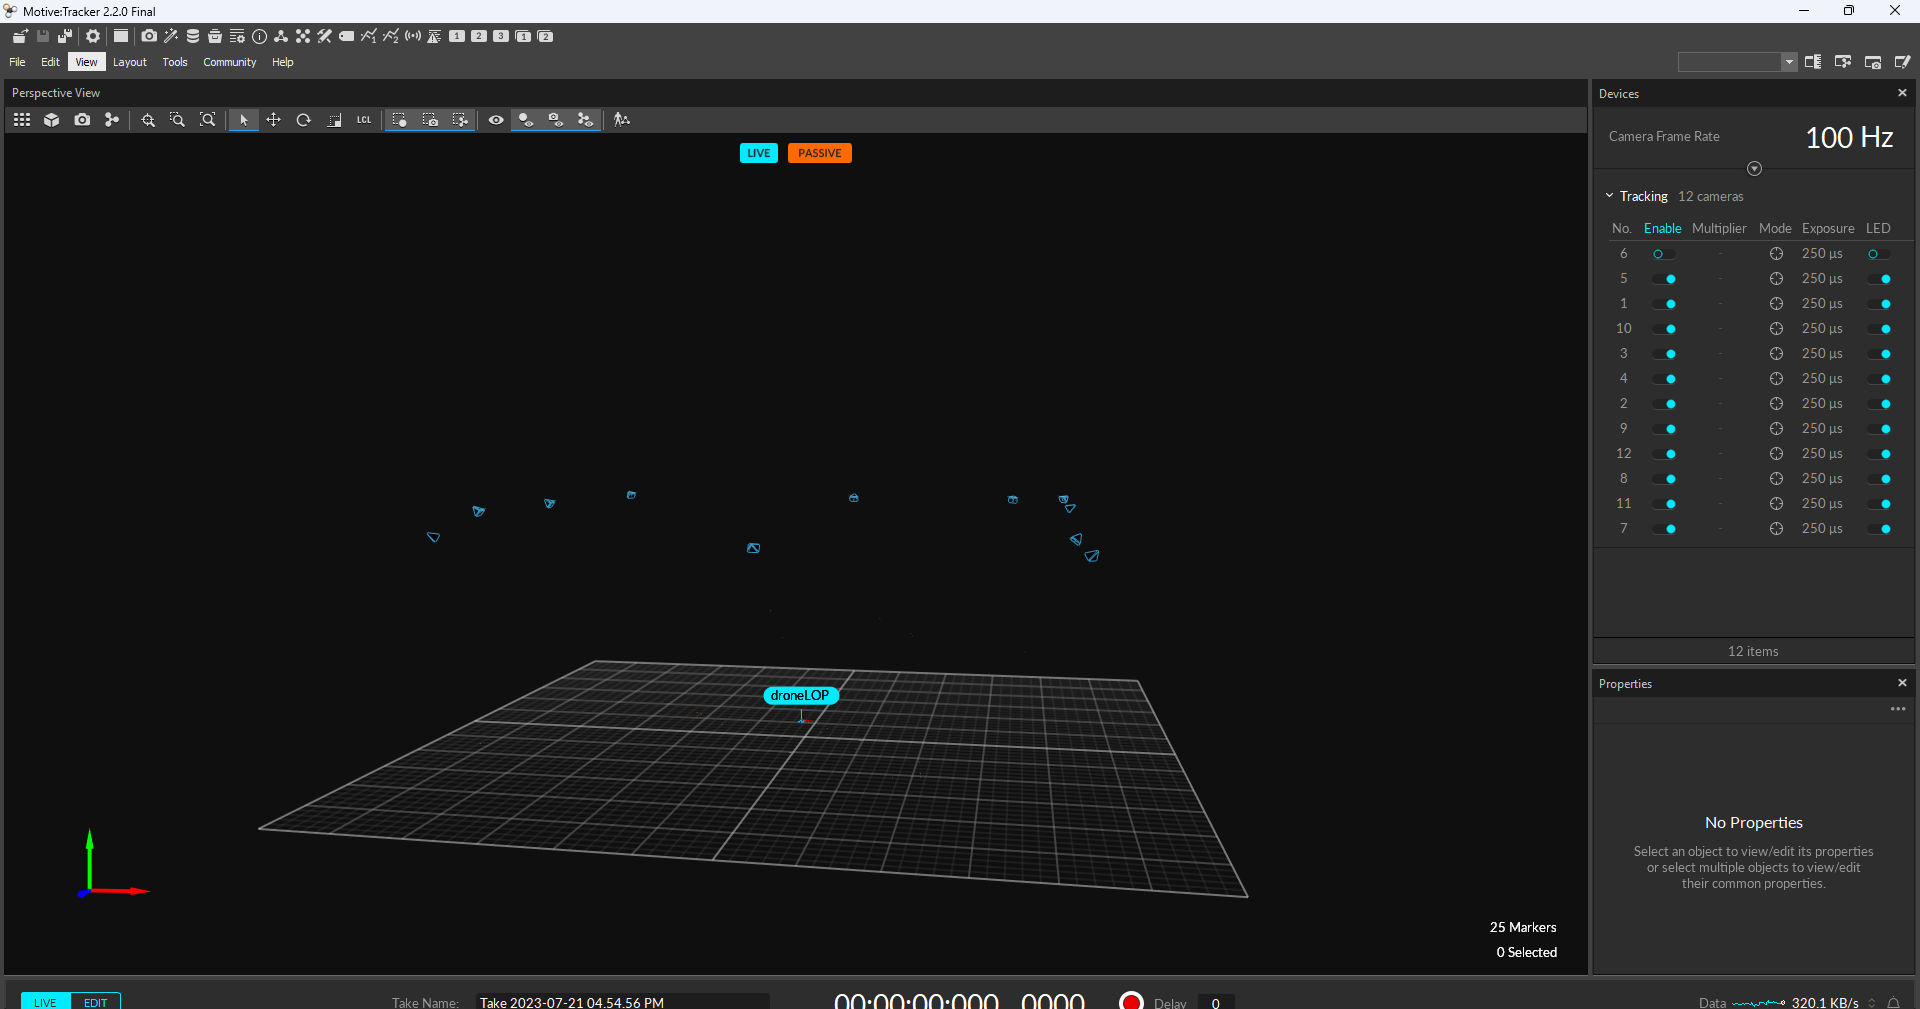 Motive:Tracker 2.2.0 Final
1 2 3 1 2
File Edit View Layout Tools Community Help
Perspective View
LCL
LIVE PASSIVE
droneLOP
25 Markers
0 Selected
Devices
Camera Frame Rate 100 Hz
Tracking 12 cameras
No. Enable Multiplier Mode Exposure LED
6 - 250 µs
5 - 250 µs
1 - 250 µs
10 - 250 µs
3 - 250 µs
4 - 250 µs
2 - 250 µs
9 - 250 µs
12 - 250 µs
8 - 250 µs
11 - 250 µs
7 - 250 µs
12 items
Properties
No Properties
Select an object to view/edit its properties
or select multiple objects to view/edit
their common properties.
LIVE EDIT Take Name: Take 2023-07-21 04.54.56 PM 00:00:00:000 0000 Delay 0 Data 320.1 KB/s